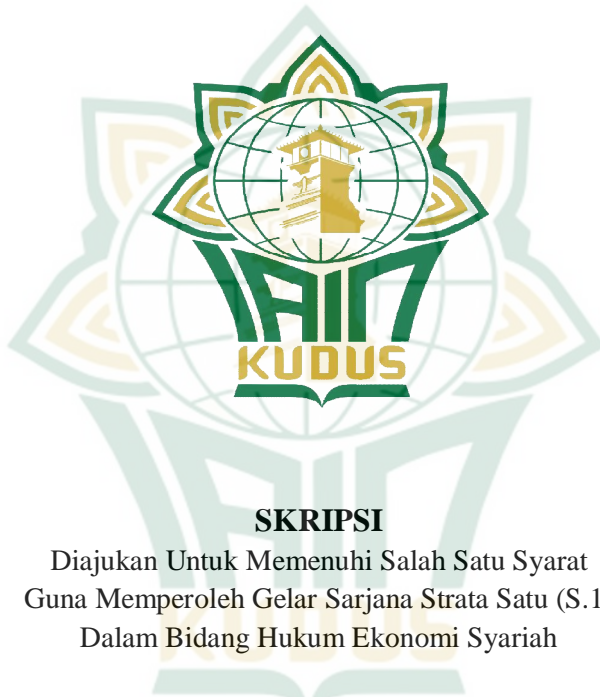 IAIN
KUDUS
SKRIPSI
Diajukan Untuk Memenuhi Salah Satu Syarat
Guna Memperoleh Gelar Sarjana Strata Satu (S.1
Dalam Bidang Hukum Ekonomi Syariah